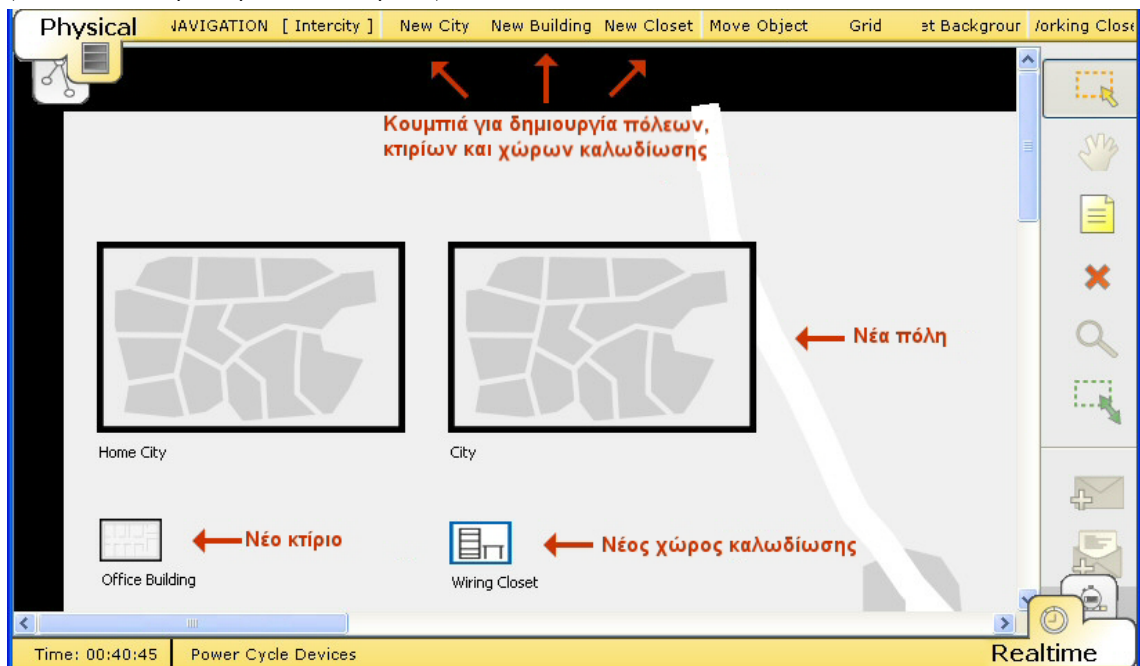 Physical NAVIGATION [ Intercity ] New City New Building New Closet Move Object Grid et Backgrour Working Close
Κουμπιά για δημιουργία πόλεων,
κτιρίων και χώρων καλωδίωσης
Νέα πόλη
Home City City
Νέο κτίριο Νέος χώρος καλωδίωσης
Office Building Wiring Closet
Time: 00:40:45 Power Cycle Devices Realtime